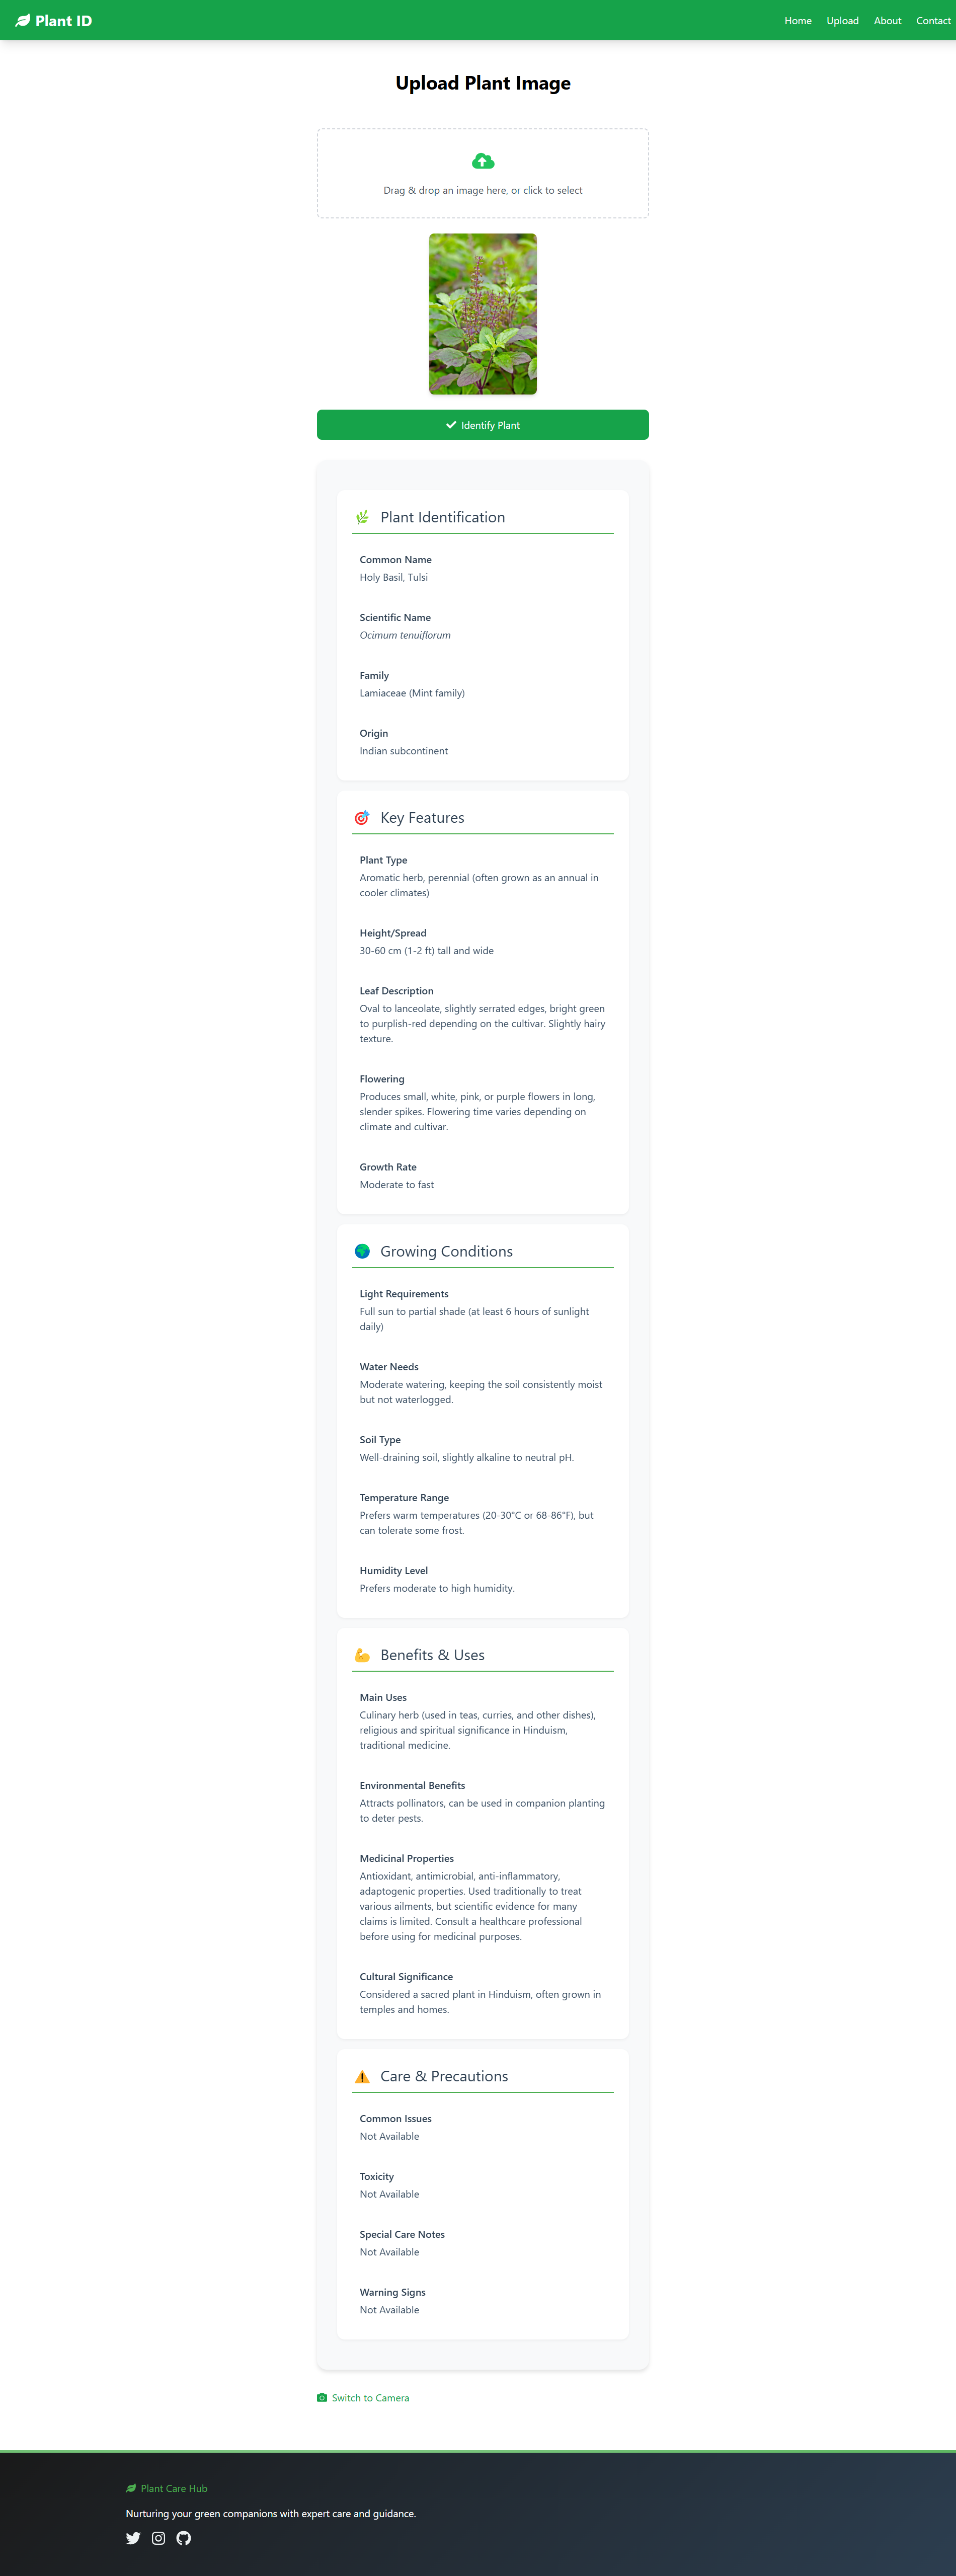 Plant ID
Home Upload About Contact
Upload Plant Image
Drag & drop an image here, or click to select
Identify Plant
Plant Identification
Common Name
Holy Basil, Tulsi
Scientific Name
Ocimum tenuiflorum
Family
Lamiaceae (Mint family)
Origin
Indian subcontinent
Key Features
Plant Type
Aromatic herb, perennial (often grown as an annual in
cooler climates)
Height/Spread
30-60 cm (1-2 ft) tall and wide
Leaf Description
Oval to lanceolate, slightly serrated edges, bright green
to purplish-red depending on the cultivar. Slightly hairy
texture.
Flowering
Produces small, white, pink, or purple flowers in long,
slender spikes. Flowering time varies depending on
climate and cultivar.
Growth Rate
Moderate to fast
Growing Conditions
Light Requirements
Full sun to partial shade (at least 6 hours of sunlight
daily)
Water Needs
Moderate watering, keeping the soil consistently moist
but not waterlogged.
Soil Type
Well-draining soil, slightly alkaline to neutral pH.
Temperature Range
Prefers warm temperatures (20-30°C or 68-86°F), but
can tolerate some frost.
Humidity Level
Prefers moderate to high humidity.
Benefits & Uses
Main Uses
Culinary herb (used in teas, curries, and other dishes),
religious and spiritual significance in Hinduism,
traditional medicine.
Environmental Benefits
Attracts pollinators, can be used in companion planting
to deter pests.
Medicinal Properties
Antioxidant, antimicrobial, anti-inflammatory,
adaptogenic properties. Used traditionally to treat
various ailments, but scientific evidence for many
claims is limited. Consult a healthcare professional
before using for medicinal purposes.
Cultural Significance
Considered a sacred plant in Hinduism, often grown in
temples and homes.
Care & Precautions
Common Issues
Not Available
Toxicity
Not Available
Special Care Notes
Not Available
Warning Signs
Not Available
Switch to Camera
Plant Care Hub
Nurturing your green companions with expert care and guidance.